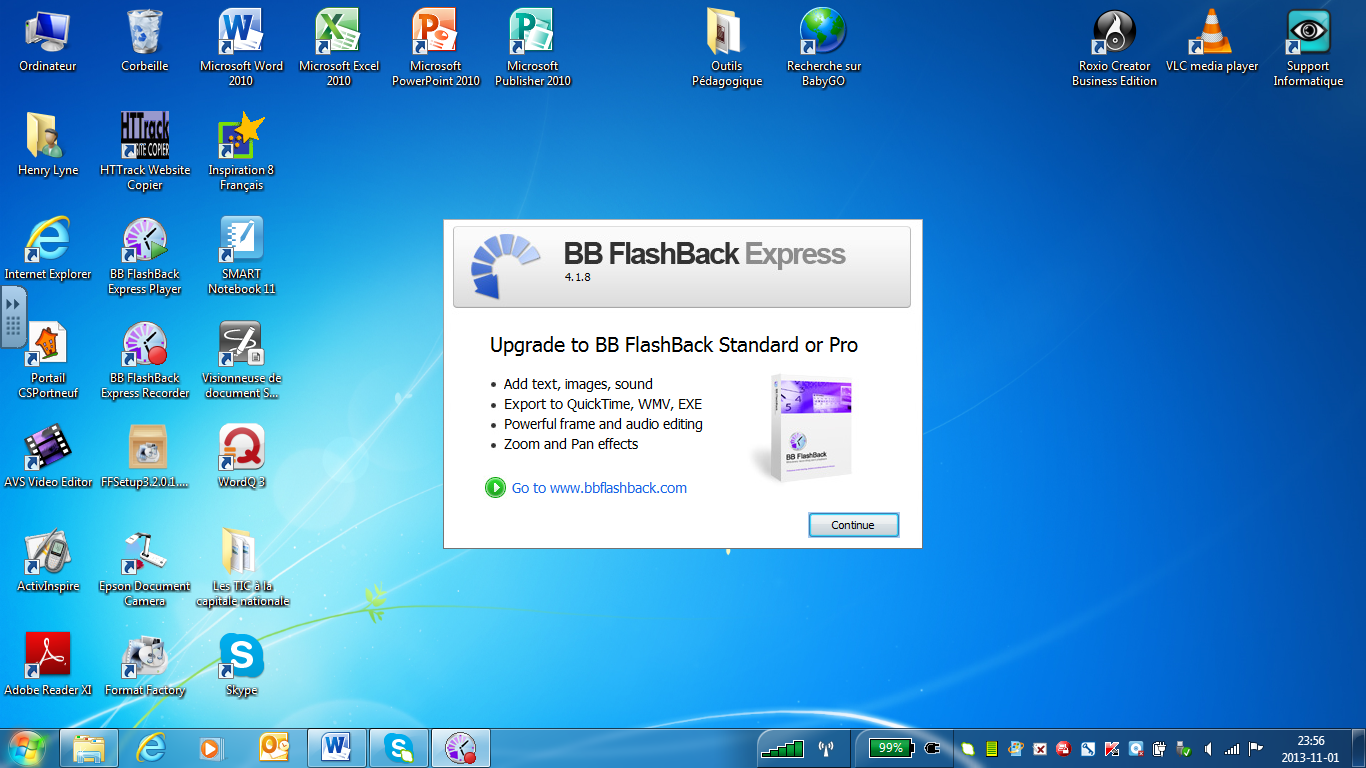 Ordinateur
Corbeille
Microsoft Word
2010
Microsoft Excel
2010
Microsoft
PowerPoint 2010
Microsoft
Publisher 2010
Outils
Pédagogique
Recherche sur
BabyGO
Roxio Creator
Business Edition
VLC media player
Support
Informatique
Henry Lyne
HTTrack
SITE COPIER
HTTrack Website
Copier
Inspiration 8
Français
Internet Explorer
BB FlashBack
Express Player
SMART
Notebook 11
Portail
CSPortneuf
BB FlashBack
Express Recorder
Visionneuse de
document S...
AVS Video Editor
FFSetup3.2.0.1....
WordQ 3
ActivInspire
Epson Document
Camera
Les TIC à la
capitale nationale
Adobe Reader XI
Format Factory
Skype
BB FlashBack Express
4.1.8
Upgrade to BB FlashBack Standard or Pro
• Add text, images, sound
• Export to QuickTime, WMV, EXE
• Powerful frame and audio editing
• Zoom and Pan effects
BB FlashBack
Go to www.bbflashback.com
Continue
99%
23:56
2013-11-01